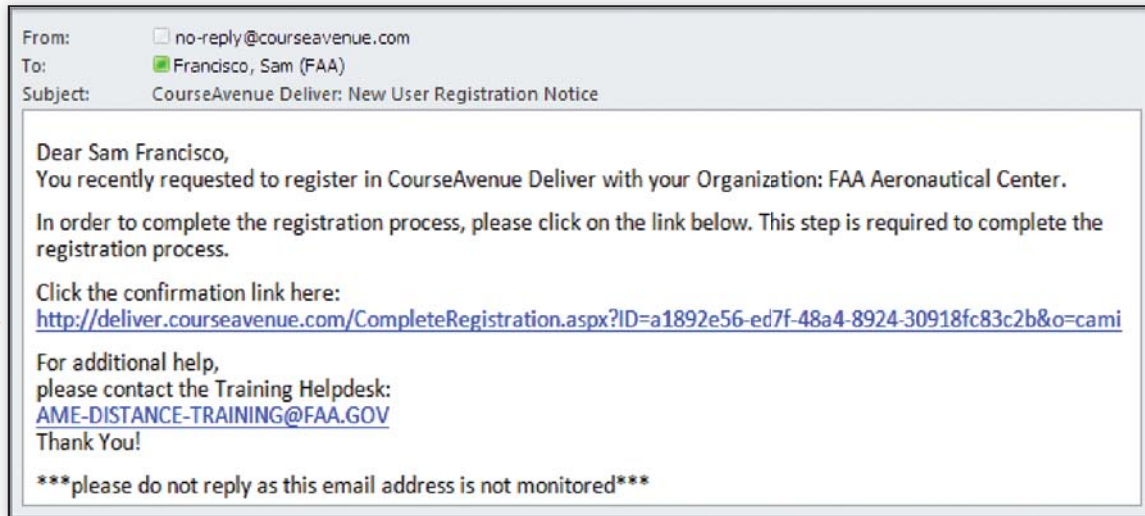 From: no-reply@courseavenue.com
To: Francisco, Sam (FAA)
Subject: CourseAvenue Deliver: New User Registration Notice
Dear Sam Francisco,
You recently requested to register in CourseAvenue Deliver with your Organization: FAA Aeronautical Center.
In order to complete the registration process, please click on the link below. This step is required to complete the
registration process.
Click the confirmation link here:
http://deliver.courseavenue.com/CompleteRegistration.aspx?ID=a1892e56-ed7f-48a4-8924-30918fc83c2b&o=cami
For additional help,
please contact the Training Helpdesk:
AME-DISTANCE-TRAINING@FAA.GOV
Thank You!
***please do not reply as this email address is not monitored***